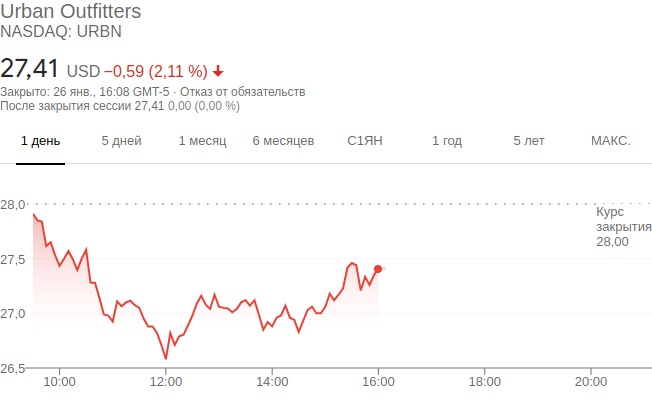 Urban Outfitters
NASDAQ: URBN
27,41 USD −0,59 (2,11 %)
Закрыто: 26 янв., 16:08 GMT-5 · Отказ от обязательств
После закрытия сессии 27,41 0,00 (0,00 %)
1 день 5 дней 1 месяц 6 месяцев С1ЯН 1 год 5 лет МАКС.
28,0
Курс
закрытия
28,00
27,5
27,0
26,5
10:00 12:00 14:00 16:00 18:00 20:00